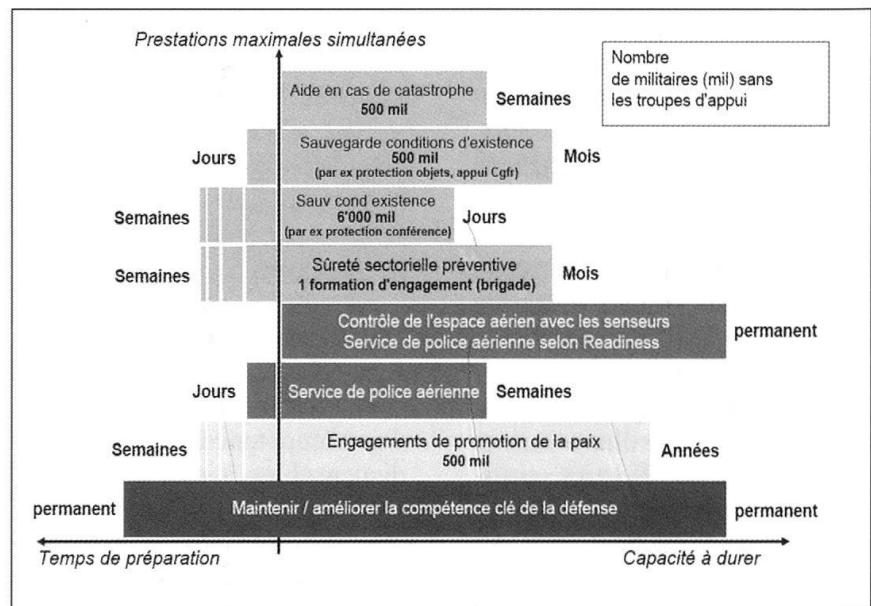 Prestations maximales simultanées
Nombre
de militaires (mil) sans
les troupes d'appui
Aide en cas de catastrophe
500 mil
Semaines
Jours
Sauvegarde conditions d'existence
500 mil
(par ex protection objets, appui Cgfr)
Mois
Semaines
Sauv cond existence
6'000 mil
(par ex protection conférence)
Jours
Semaines
Sûreté sectorielle préventive
1 formation d'engagement (brigade)
Mois
Contrôle de l'espace aérien avec les senseurs
Service de police aérienne selon Readiness
permanent
Jours
Service de police aérienne
Semaines
Semaines
Engagements de promotion de la paix
500 mil
Années
permanent
Maintenir / améliorer la compétence clé de la défense
permanent
Temps de préparation
Capacité à durer